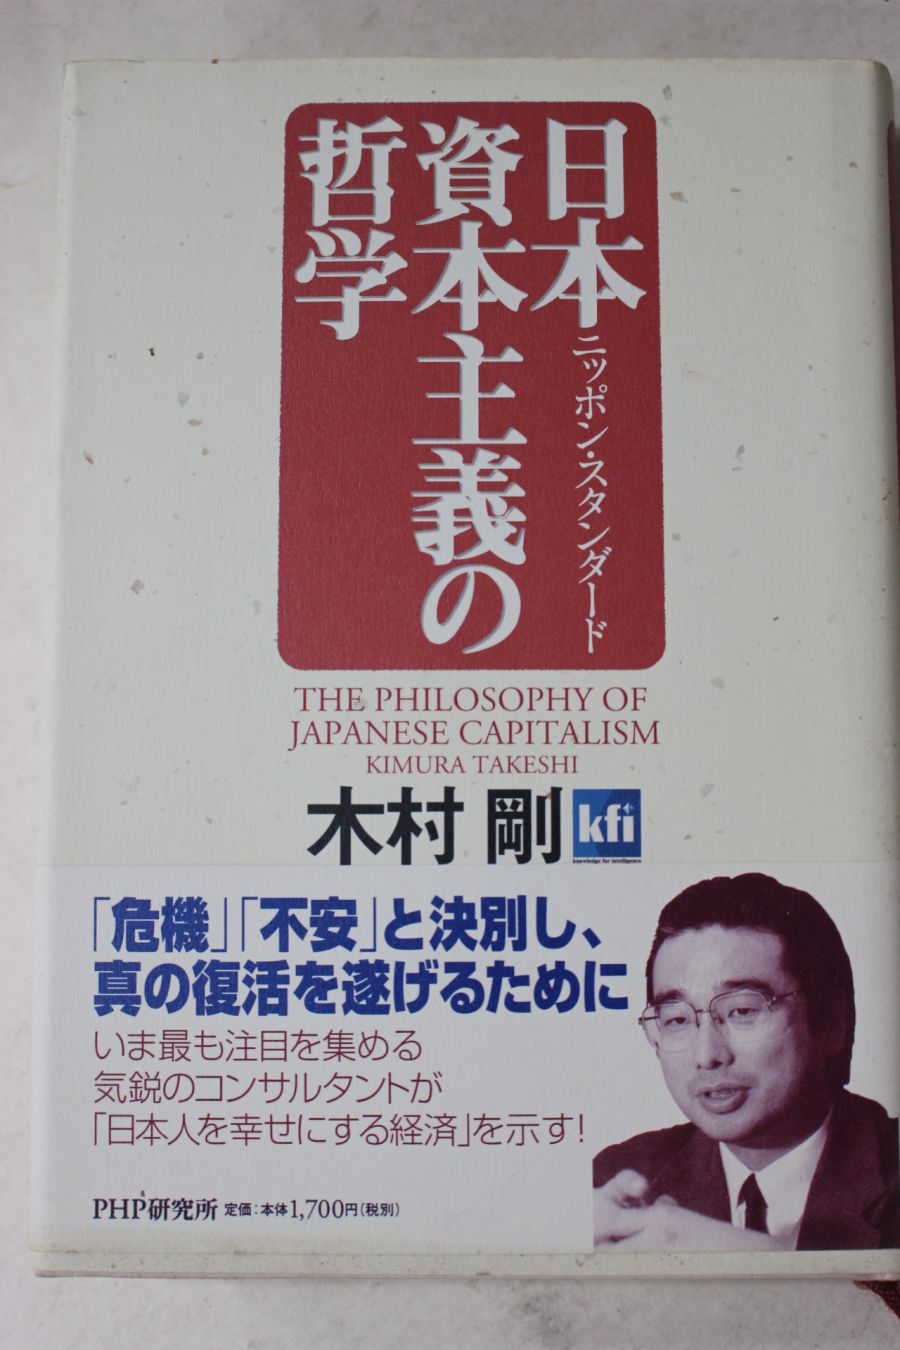 日本
資本主義の
哲学
ニッポン・スタンダード
THE PHILOSOPHY OF
JAPANESE CAPITALISM
KIMURA TAKESHI
木村 剛
kfi
knowledge for intelligence
「危機」「不安」と決別し、
真の復活を遂げるために
いま最も注目を集める
気鋭のコンサルタントが
「日本人を幸せにする経済」を示す!
PHP研究所 定価:本体1,700円(税別)